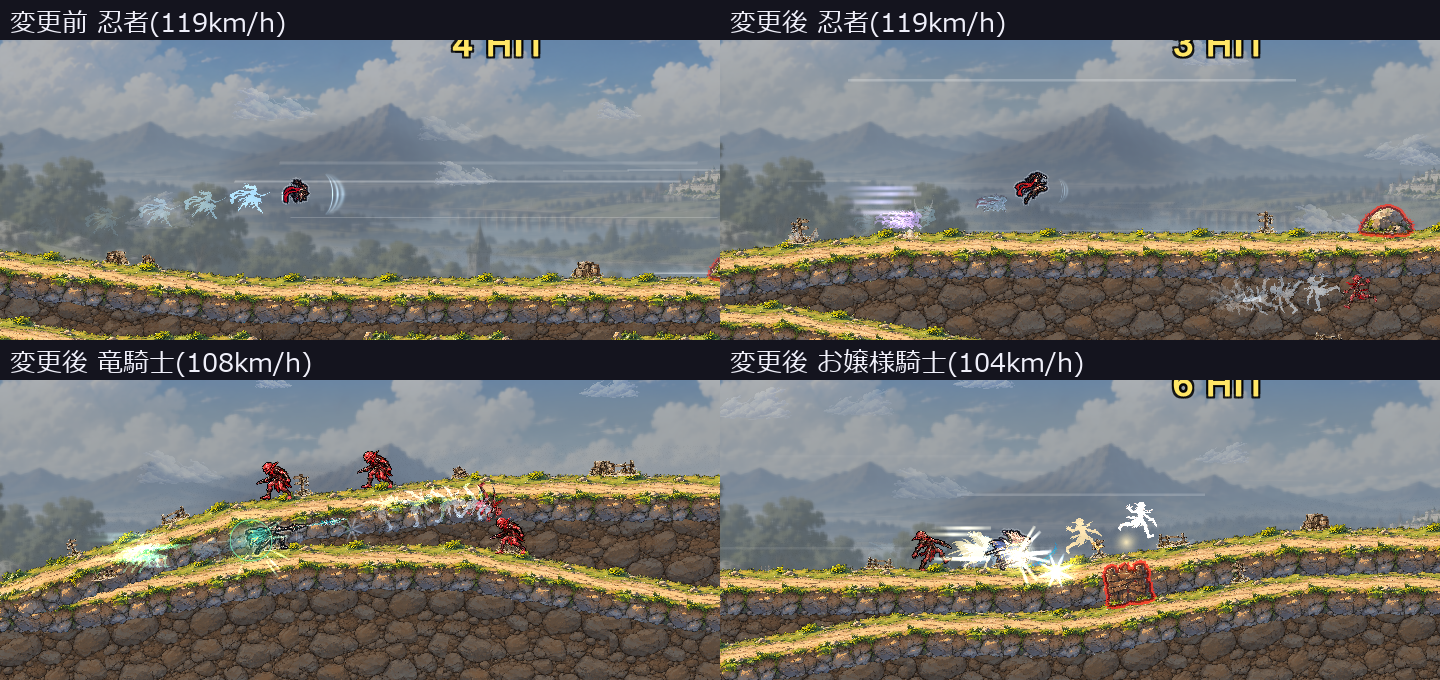 変更前 忍者(119km/h)
変更後 忍者(119km/h)
4 HIT
3 HIT
変更後 竜騎士(108km/h)
変更後 お嬢様騎士(104km/h)
6 HIT